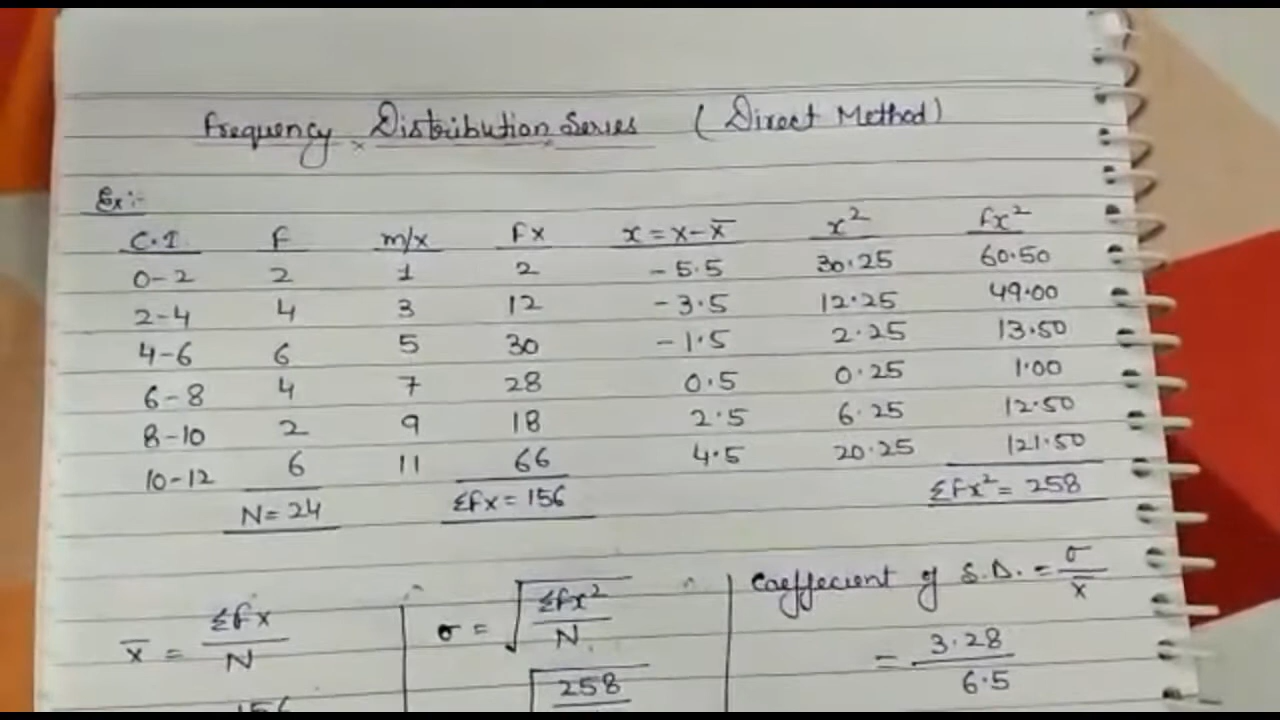 Frequency Distribution Series (Direct Method)
Ex:-
C.I. F m/x Fx x = x - x̄ x² Fx²
0-2 2 1 2 -5.5 30.25 60.50
2-4 4 3 12 -3.5 12.25 49.00
4-6 6 5 30 -1.5 2.25 13.50
6-8 4 7 28 0.5 0.25 1.00
8-10 2 9 18 2.5 6.25 12.50
10-12 6 11 66 4.5 20.25 121.50
N = 24 ΣFx = 156 ΣFx² = 258
x̄ = ΣFx / N
156
σ = √ΣFx² / N
√258
Coeffecient of S.D. = σ / x̄
= 3.28 / 6.5